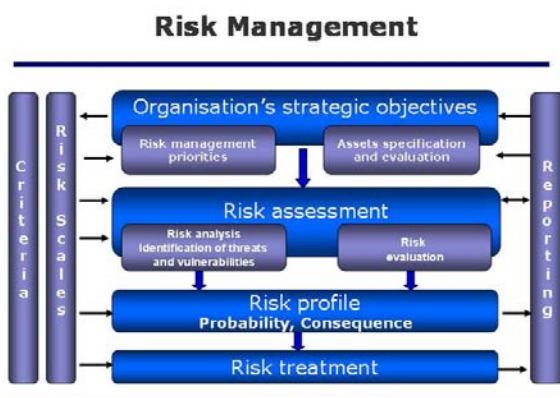 Risk Management
Criteria
Risk Scales
Organisation's strategic objectives
Risk management
priorities
Assets specification
and evaluation
Risk assessment
Risk analysis
Identification of threats
and vulnerabilities
Risk
evaluation
Risk profile
Probability, Consequence
Risk treatment
Reporting